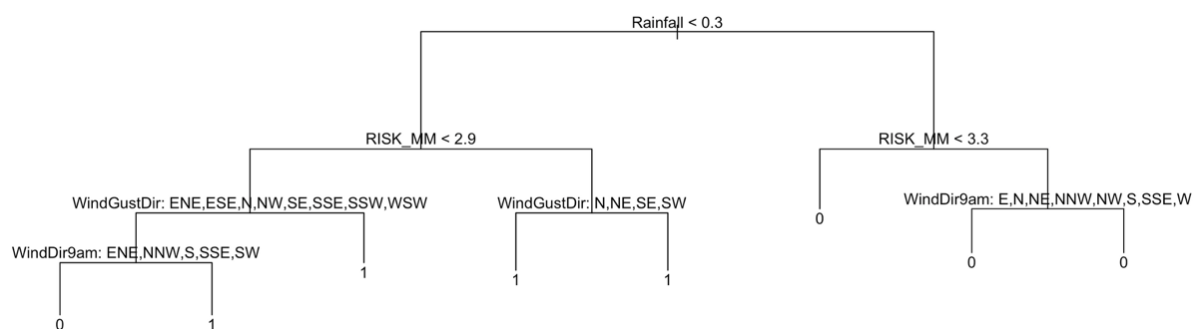 Rainfall < 0.3
RISK_MM < 2.9
RISK_MM < 3.3
WindGustDir: ENE,ESE,N,NW,SE,SSE,SSW,WSW
WindGustDir: N,NE,SE,SW
0
WindDir9am: E,N,NE,NNW,NW,S,SSE,W
WindDir9am: ENE,NNW,S,SSE,SW
1
1
1
0
0
0
1